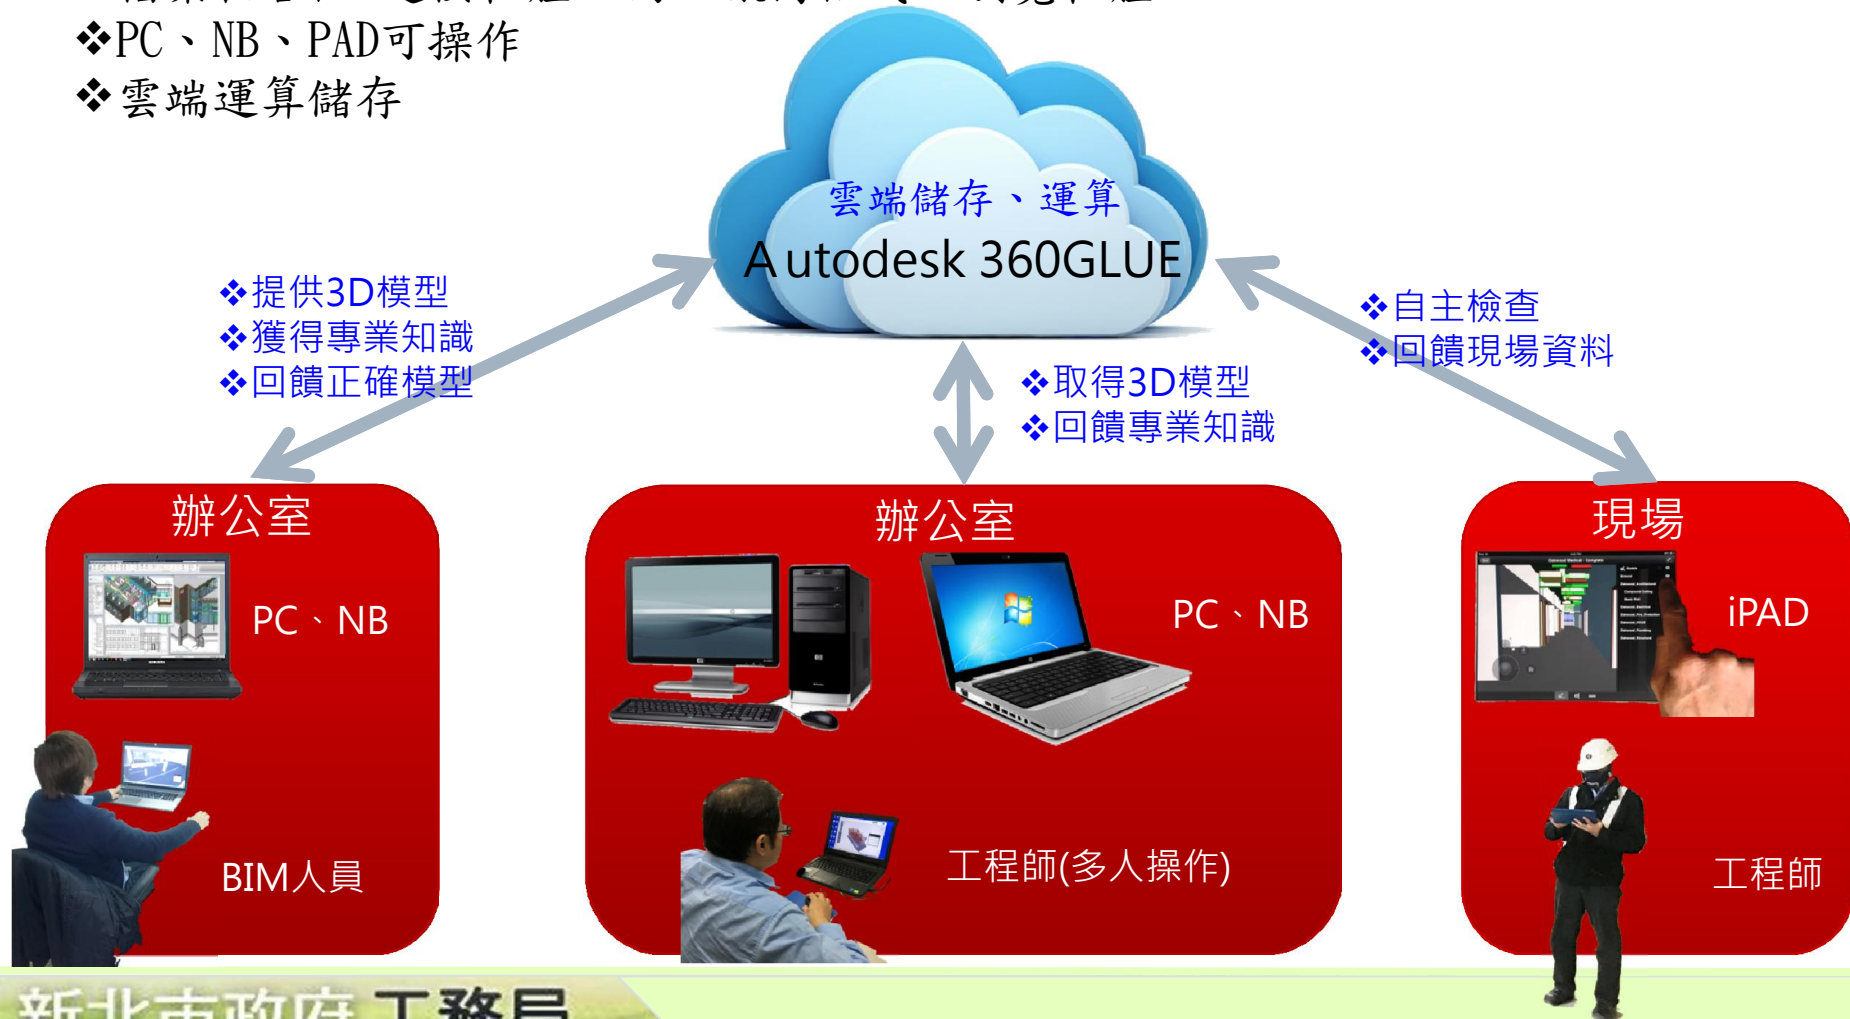 ❖PC、NB、PAD可操作
❖雲端運算儲存
雲端儲存、運算
Autodesk 360GLUE
❖提供3D模型
❖獲得專業知識
❖回饋正確模型
❖取得3D模型
❖回饋專業知識
❖自主檢查
❖回饋現場資料
辦公室
PC、NB
BIM人員
辦公室
PC、NB
工程師(多人操作)
現場
iPAD
工程師
新北市政府 工務局